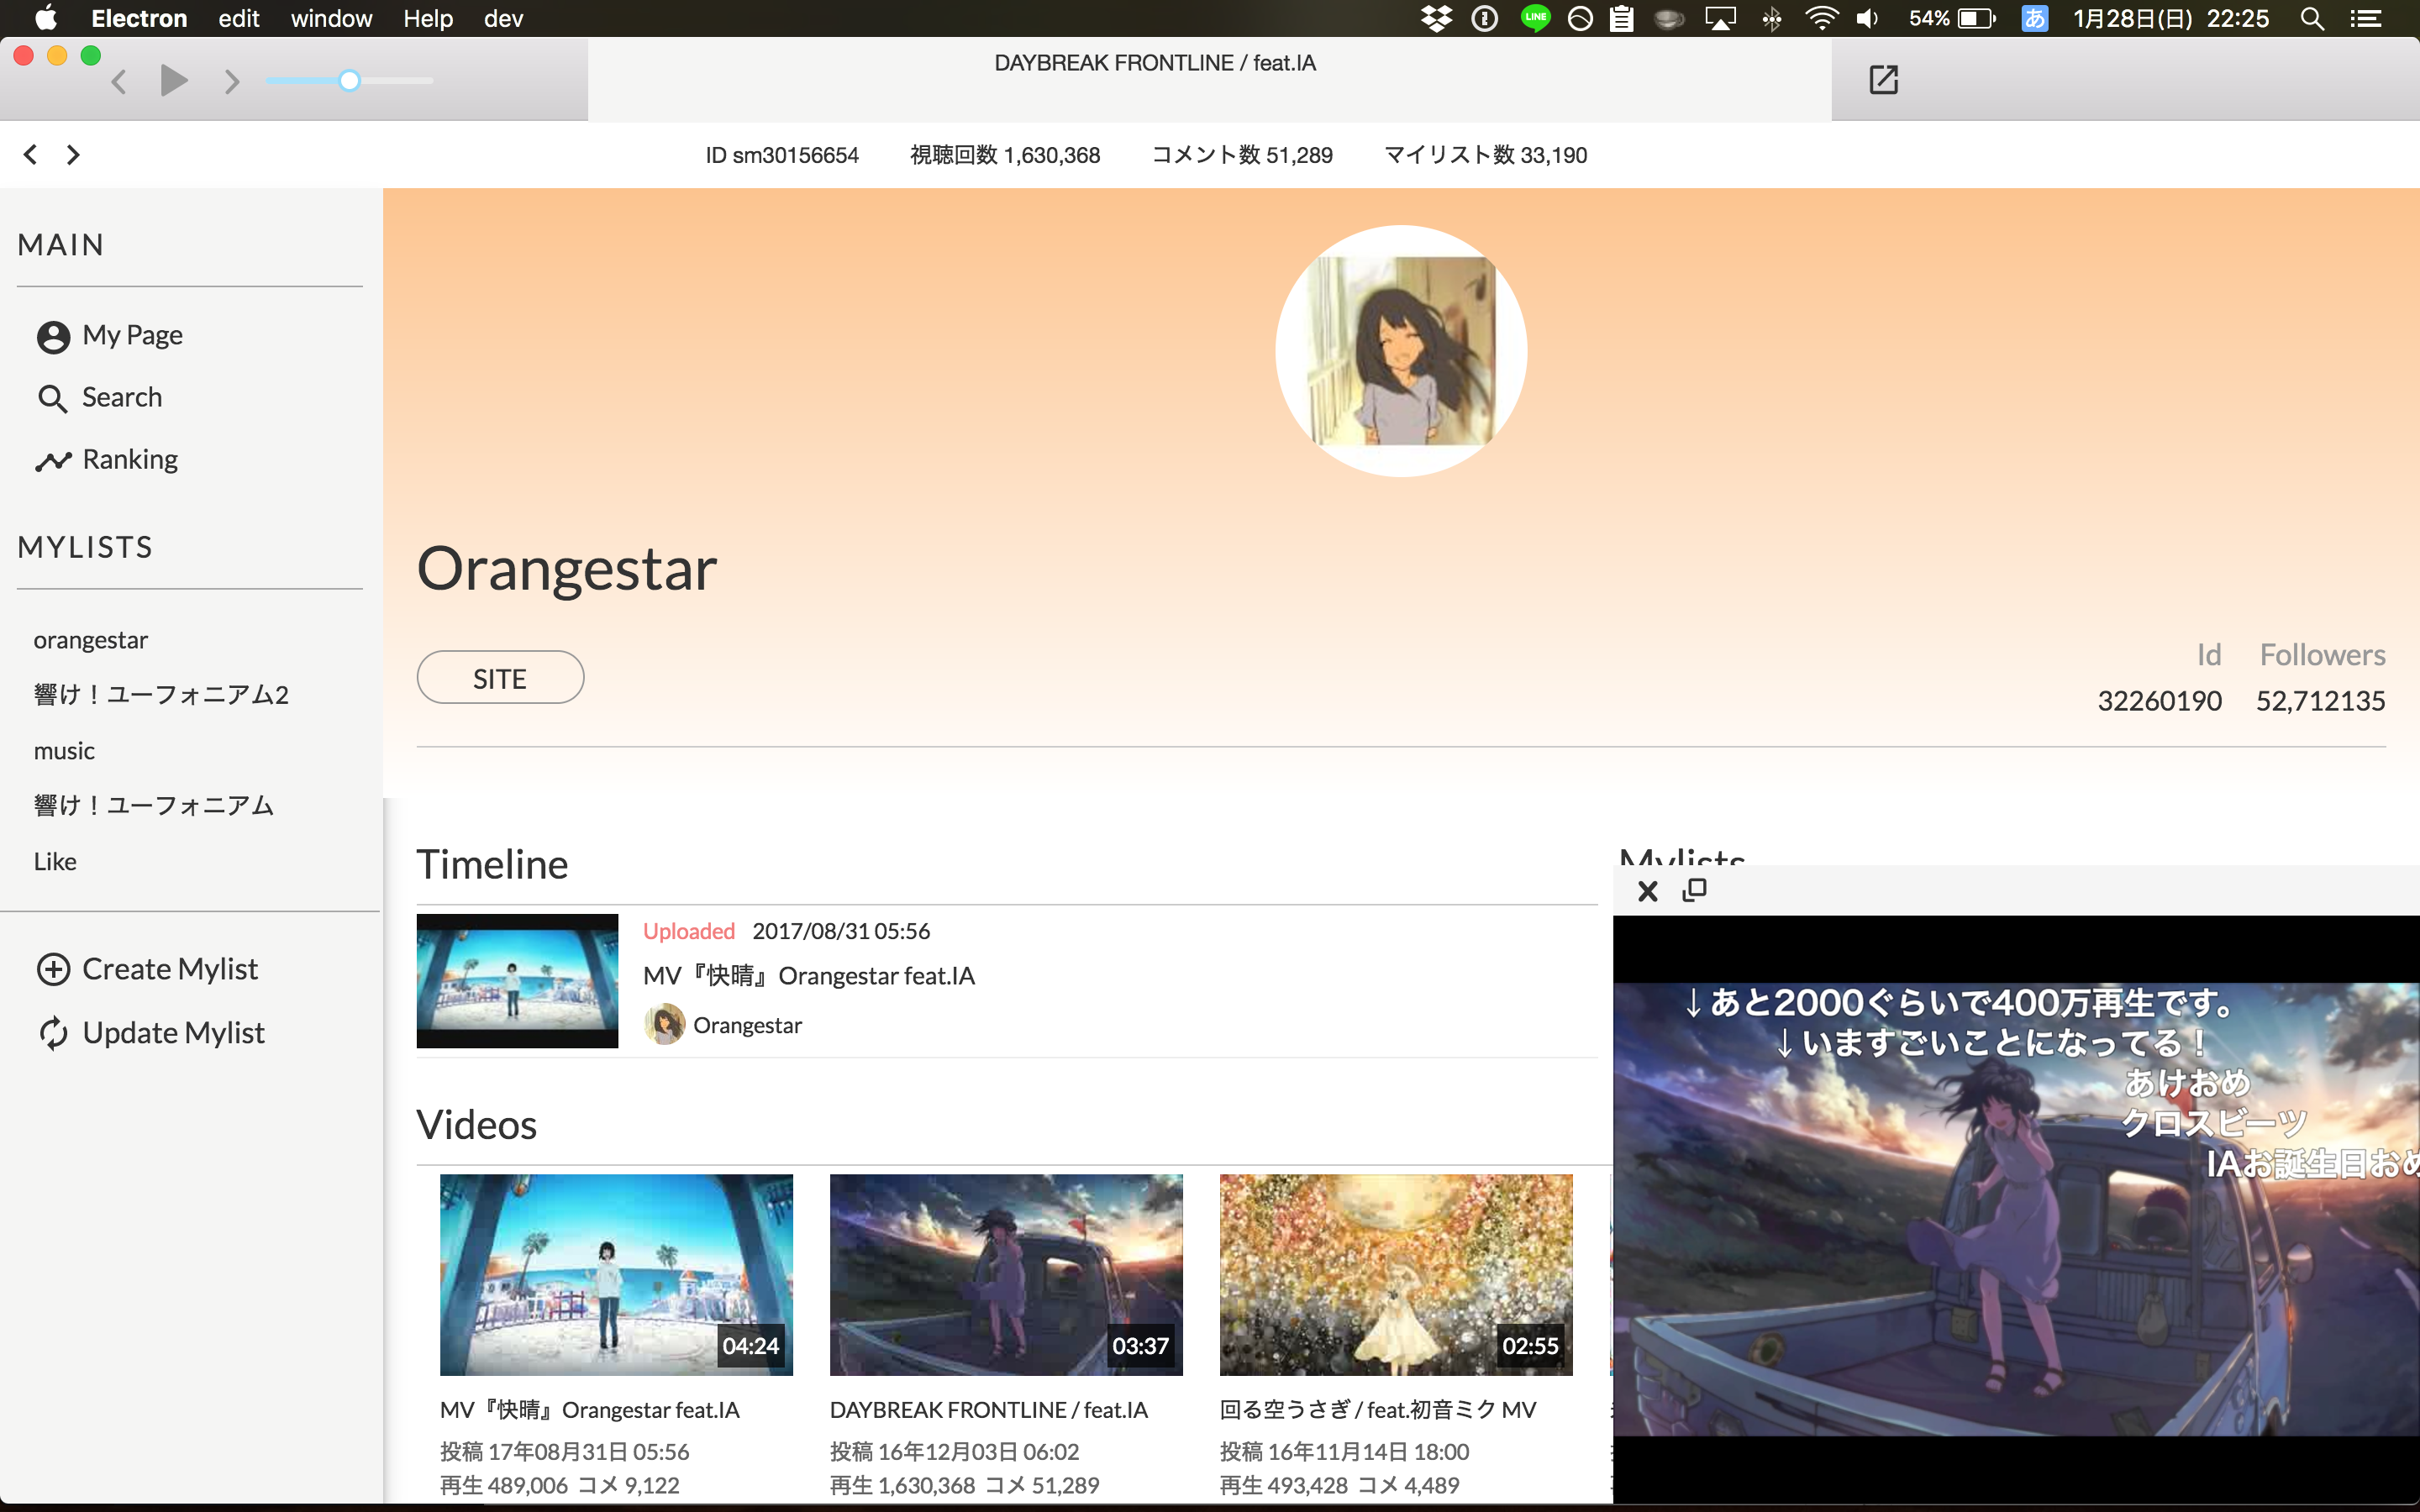 Electron edit window Help dev
LINE
54%
あ
1月28日(日) 22:25
DAYBREAK FRONTLINE / feat.IA
ID sm30156654 視聴回数 1,630,368 コメント数 51,289 マイリスト数 33,190
MAIN
My Page
Search
Ranking
MYLISTS
orangestar
響け！ユーフォニアム2
music
響け！ユーフォニアム
Like
Create Mylist
Update Mylist
Orangestar
SITE
Id Followers
32260190 52,712135
Timeline
Uploaded 2017/08/31 05:56
MV『快晴』Orangestar feat.IA
Orangestar
Mylists
↓あと2000ぐらいで400万再生です。
↓いますごいことになってる！
あけおめ
クロスビーツ
IAお誕生日おめ
Videos
04:24
MV『快晴』Orangestar feat.IA
投稿 17年08月31日 05:56
再生 489,006 コメ 9,122
03:37
DAYBREAK FRONTLINE / feat.IA
投稿 16年12月03日 06:02
再生 1,630,368 コメ 51,289
02:55
回る空うさぎ / feat.初音ミク MV
投稿 16年11月14日 18:00
再生 493,428 コメ 4,489